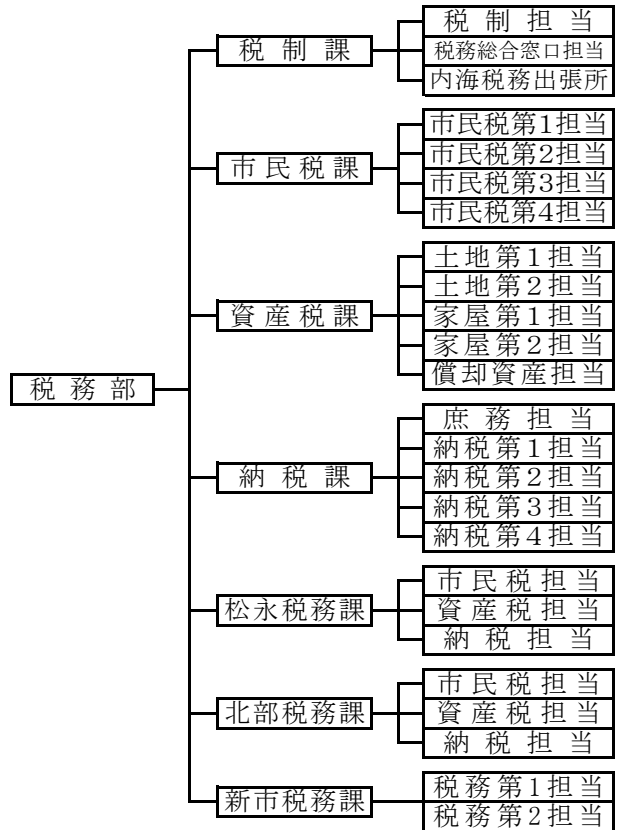 税務部
税制課
税制担当
税務総合窓口担当
内海税務出張所
市民税課
市民税第1担当
市民税第2担当
市民税第3担当
市民税第4担当
資産税課
土地第1担当
土地第2担当
家屋第1担当
家屋第2担当
償却資産担当
納税課
庶務担当
納税第1担当
納税第2担当
納税第3担当
納税第4担当
松永税務課
市民税担当
資産税担当
納税担当
北部税務課
市民税担当
資産税担当
納税担当
新市税務課
税務第1担当
税務第2担当